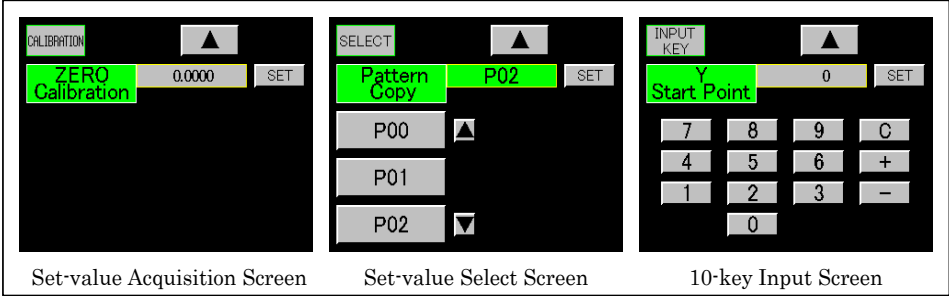 CALIBRATION
ZERO
Calibration
0.0000
SET
Set-value Acquisition Screen
SELECT
Pattern
Copy
P02
SET
P00
P01
P02
Set-value Select Screen
INPUT
KEY
Y
Start Point
0
SET
7 8 9 C
4 5 6 +
1 2 3 −
0
10-key Input Screen